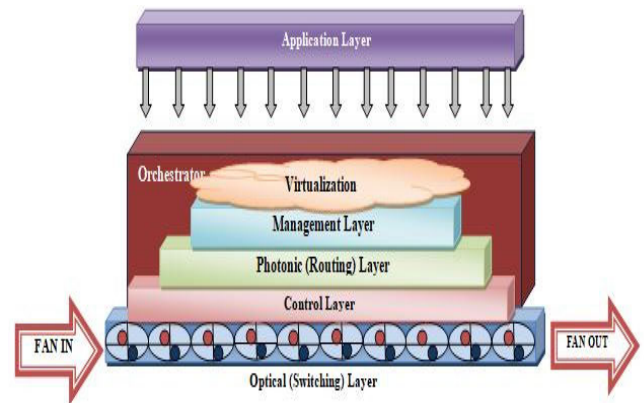 Application Layer
Orchestrator
Virtualization
Management Layer
Photonic (Routing) Layer
Control Layer
FAN IN
FAN OUT
Optical (Switching) Layer